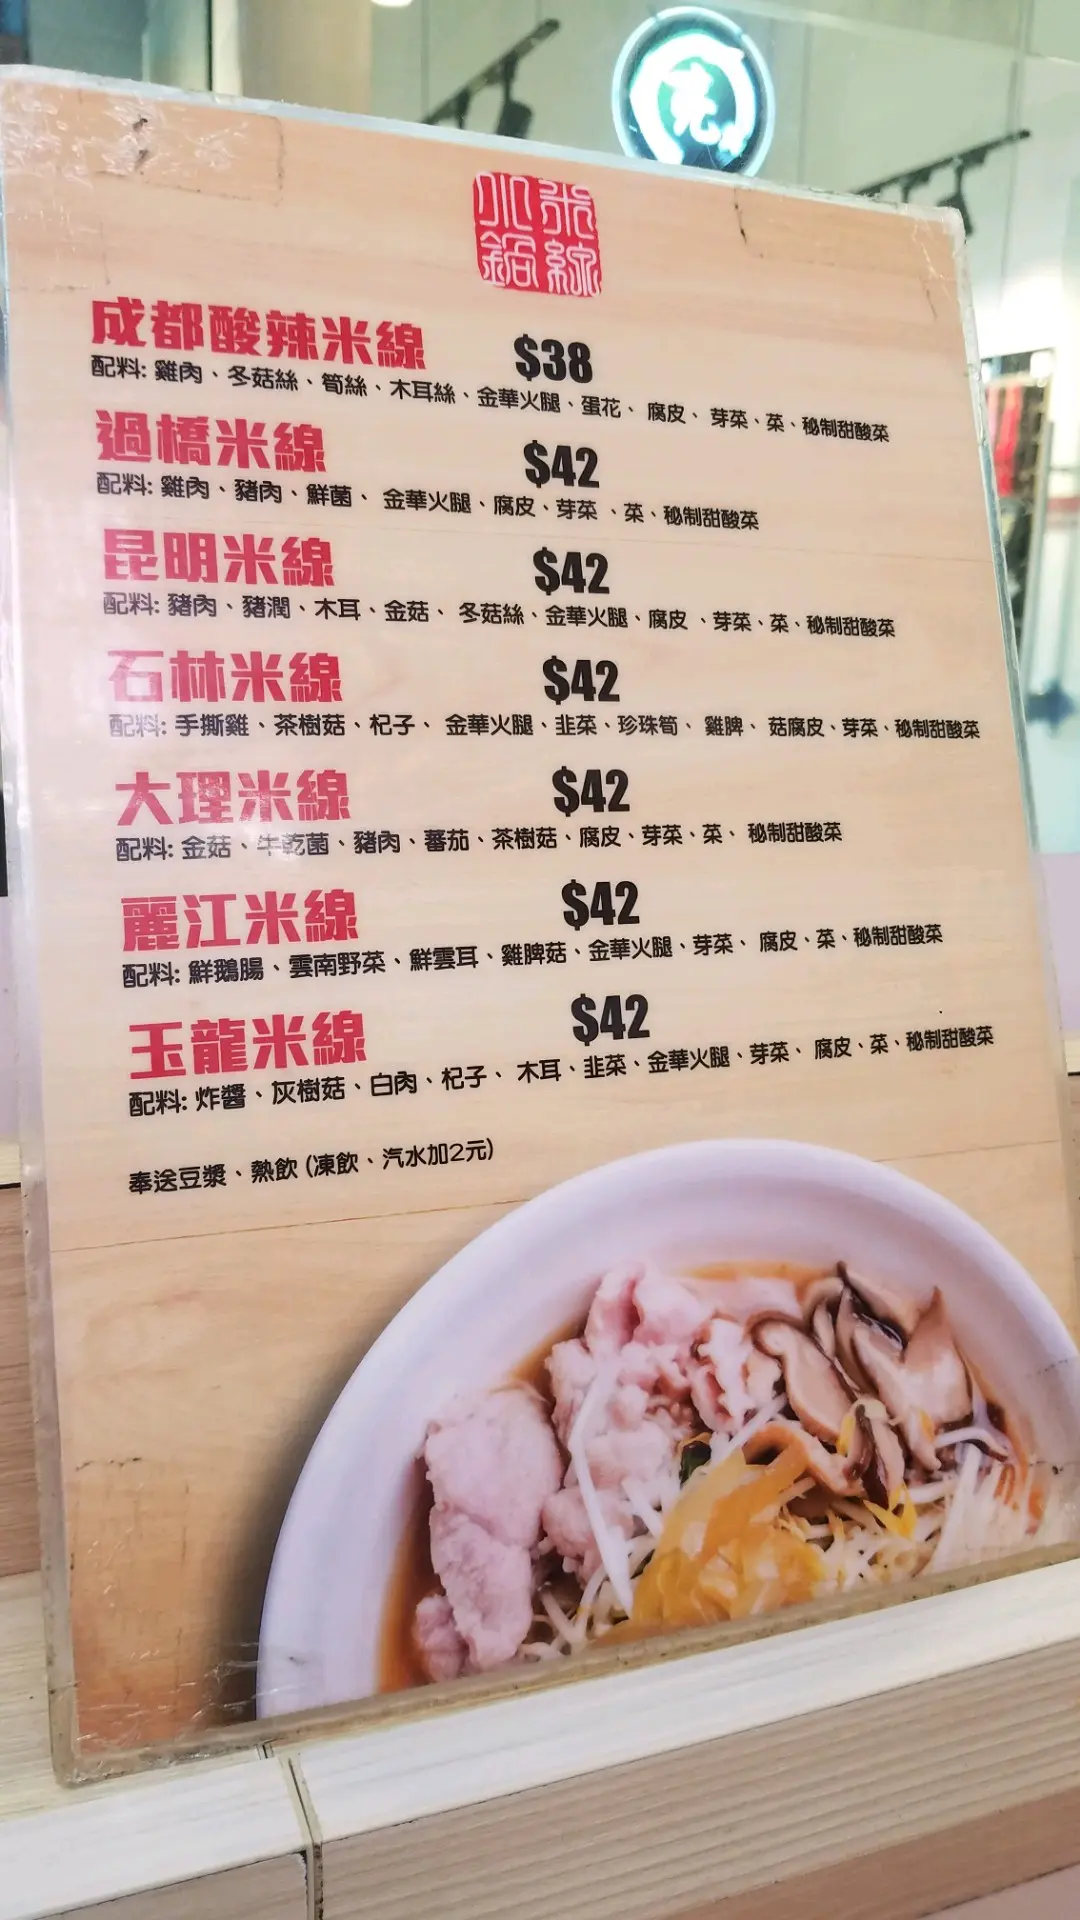 光
小米
鍋線
成都酸辣米線 $38
配料: 雞肉、冬菇絲、筍絲、木耳絲、金華火腿、蛋花、腐皮、芽菜、菜、秘制甜酸菜
過橋米線 $42
配料: 雞肉、豬肉、鮮菌、金華火腿、腐皮、芽菜、菜、秘制甜酸菜
昆明米線 $42
配料: 豬肉、豬潤、木耳、金菇、冬菇絲、金華火腿、腐皮、芽菜、菜、秘制甜酸菜
石林米線 $42
配料: 手撕雞、茶樹菇、杞子、金華火腿、韭菜、珍珠筍、雞脾、菇腐皮、芽菜、秘制甜酸菜
大理米線 $42
配料: 金菇、牛乾菌、豬肉、蕃茄、茶樹菇、腐皮、芽菜、菜、秘制甜酸菜
麗江米線 $42
配料: 鮮鵝腸、雲南野菜、鮮雲耳、雞脾菇、金華火腿、芽菜、腐皮、菜、秘制甜酸菜
玉龍米線 $42
配料: 炸醬、灰樹菇、白肉、杞子、木耳、韭菜、金華火腿、芽菜、腐皮、菜、秘制甜酸菜
奉送豆漿、熱飲 (凍飲、汽水加2元)